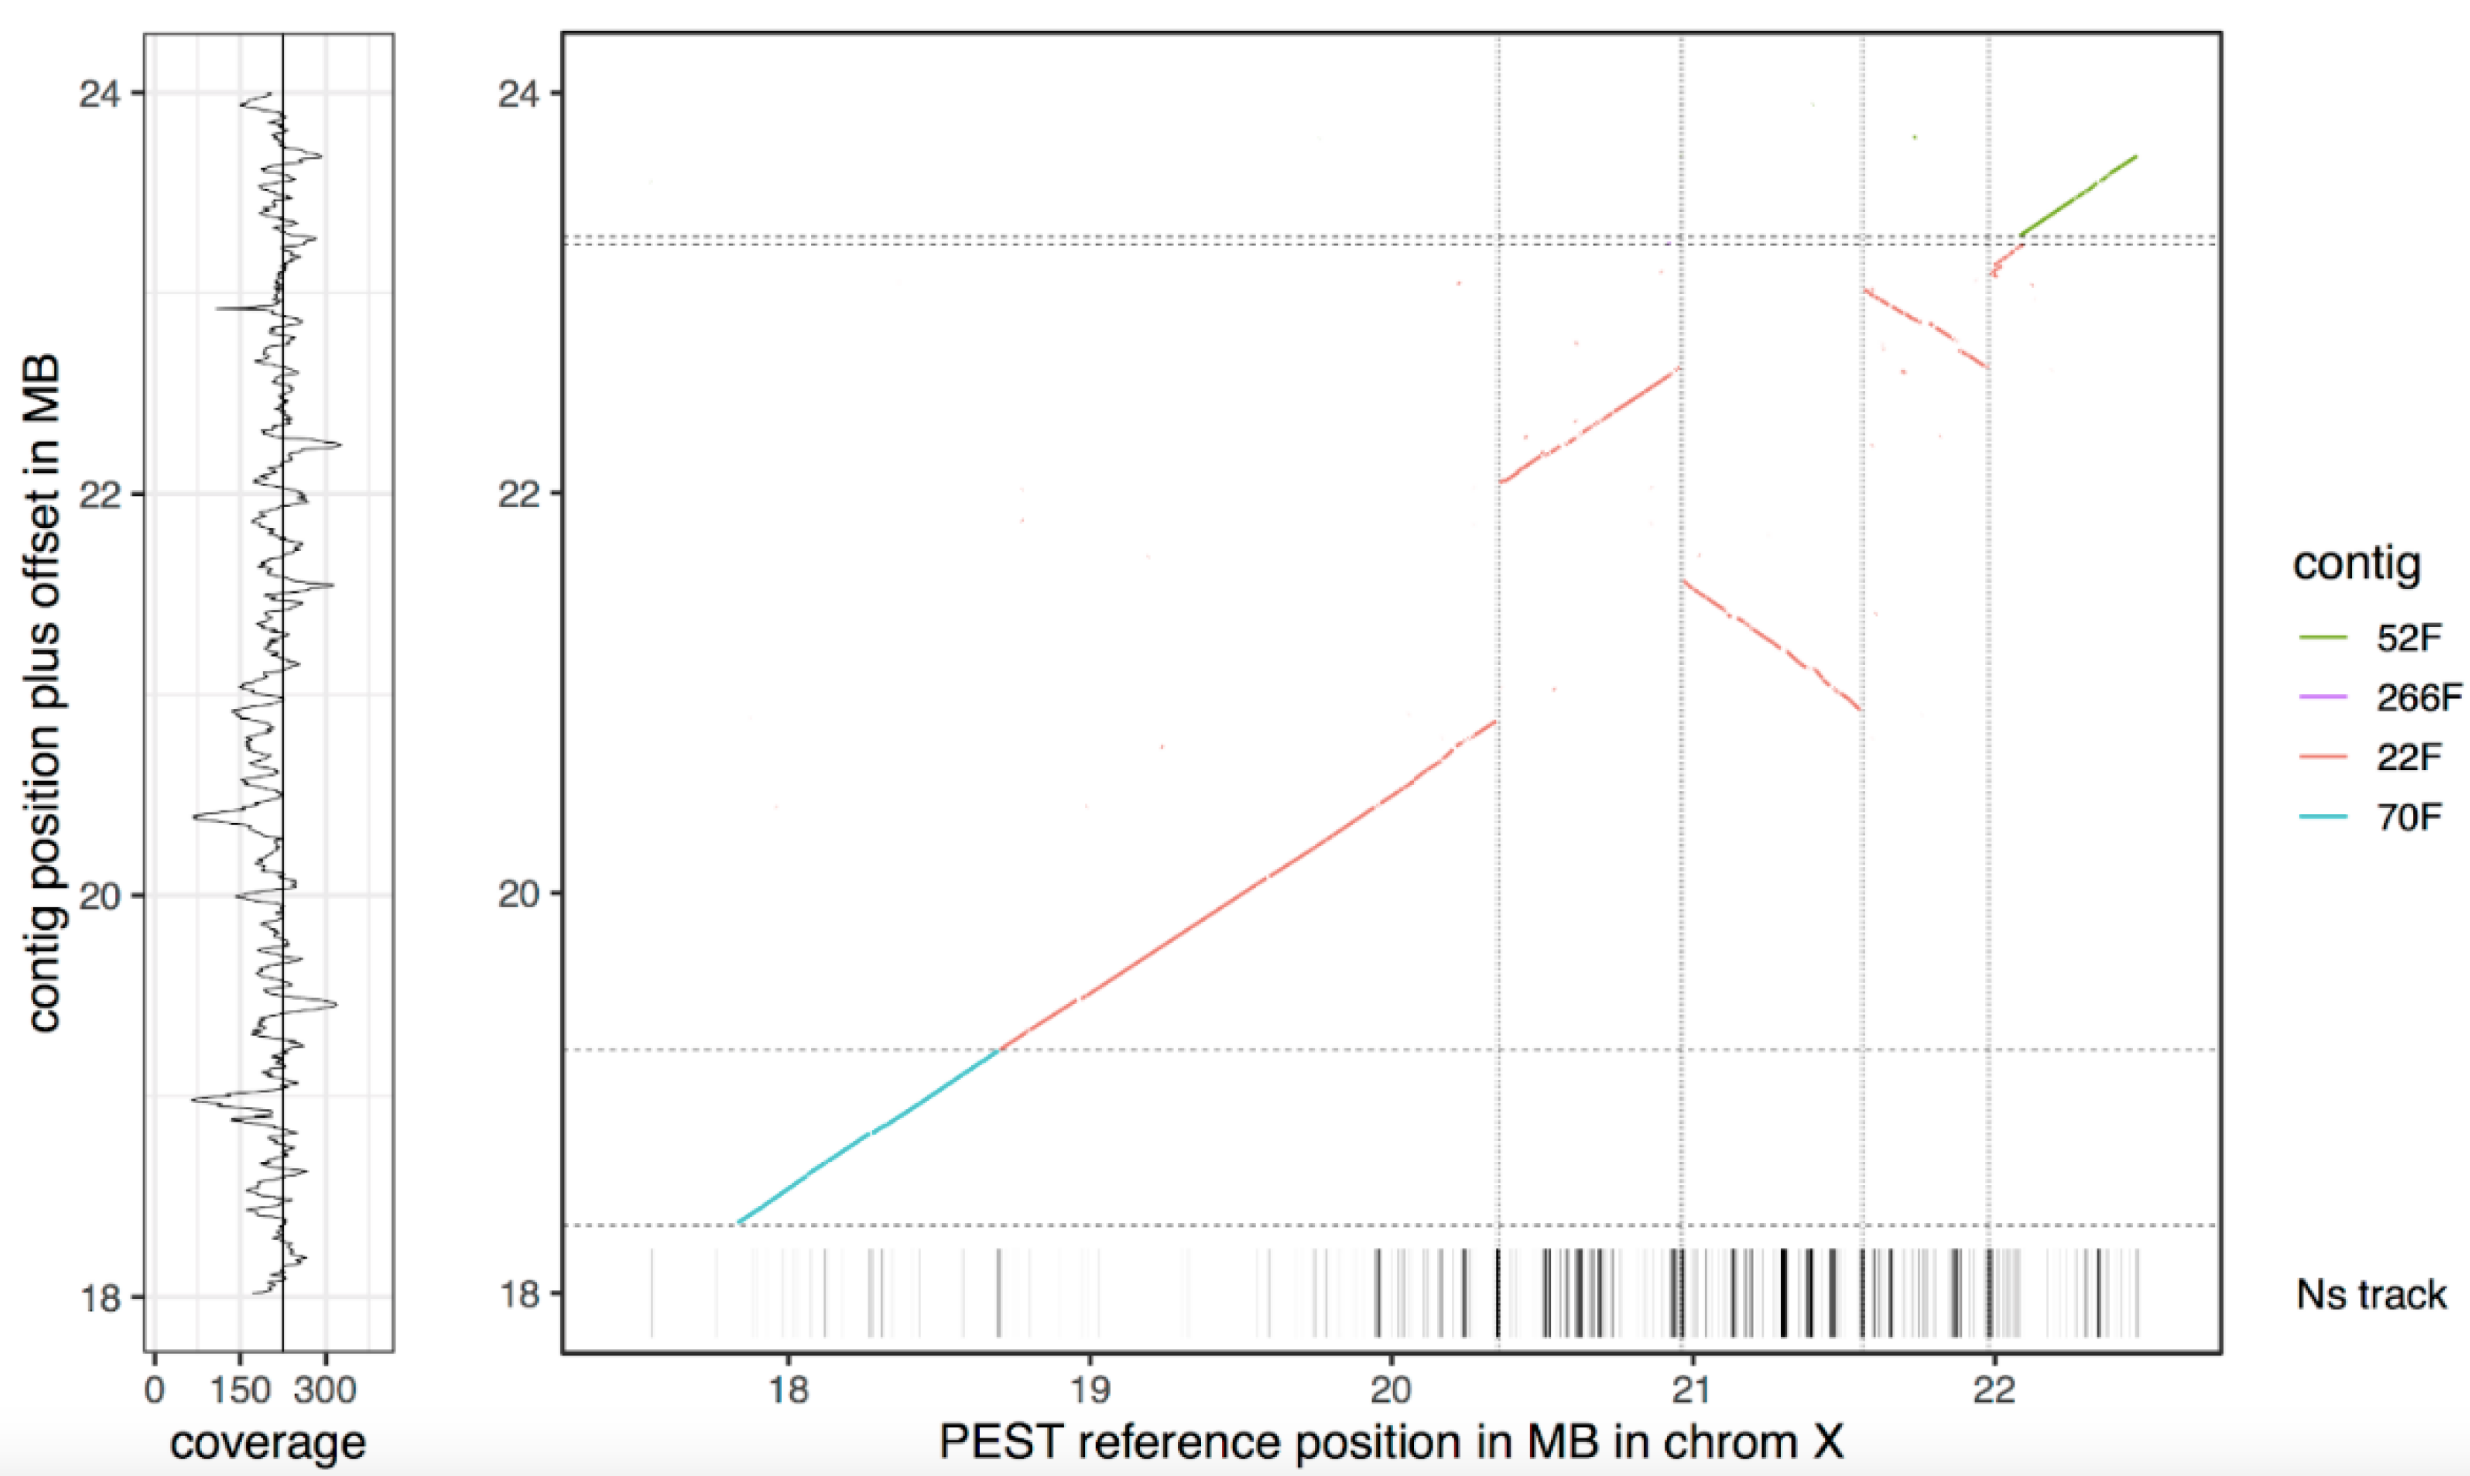 contig position plus offset in MB
24
22
20
18
0 150 300
coverage
24
22
20
18
18 19 20 21 22
PEST reference position in MB in chrom X
contig
52F
266F
22F
70F
Ns track